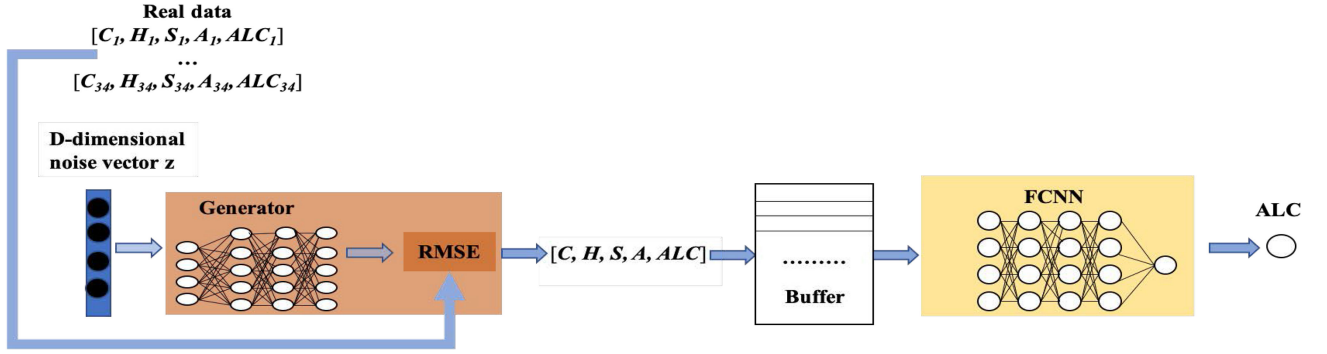 Real data
[C1, H1, S1, A1, ALC1]
...
[C34, H34, S34, A34, ALC34]
D-dimensional
noise vector z
Generator
RMSE
[C, H, S, A, ALC]
.........
Buffer
FCNN
ALC